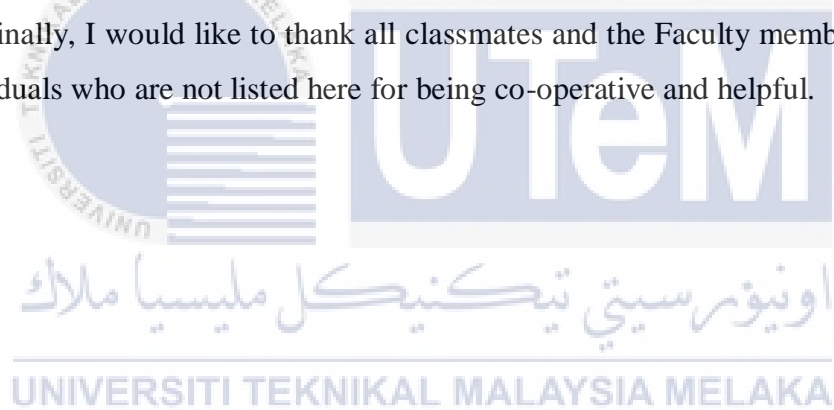 inally, I would like to thank all classmates and the Faculty memb
duals who are not listed here for being co-operative and helpful.
UTeM
اونيۏرسيتي تيكنيكل مليسيا ملاك
UNIVERSITI TEKNIKAL MALAYSIA MELAKA